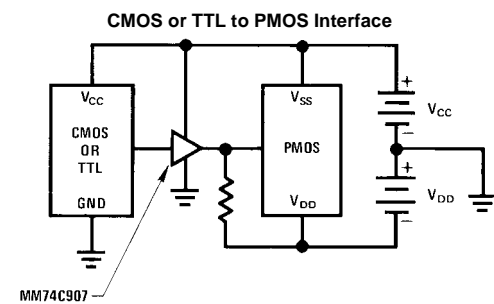 CMOS or TTL to PMOS Interface
VCC
CMOS
OR
TTL
GND
VSS
PMOS
VDD
+
VCC
−
+
VDD
−
MM74C907